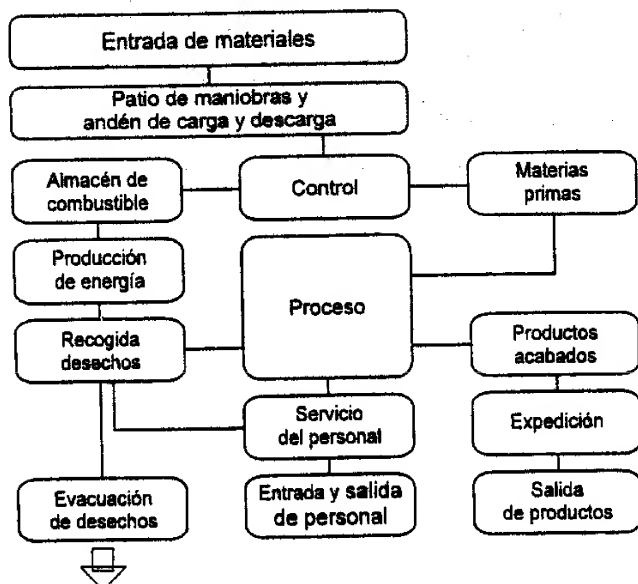 Entrada de materiales
Patio de maniobras y
andén de carga y descarga
Almacén de
combustible
Control
Materias
primas
Producción
de energía
Proceso
Recogida
desechos
Productos
acabados
Servicio
del personal
Expedición
Evacuación
de desechos
Entrada y salida
de personal
Salida
de productos